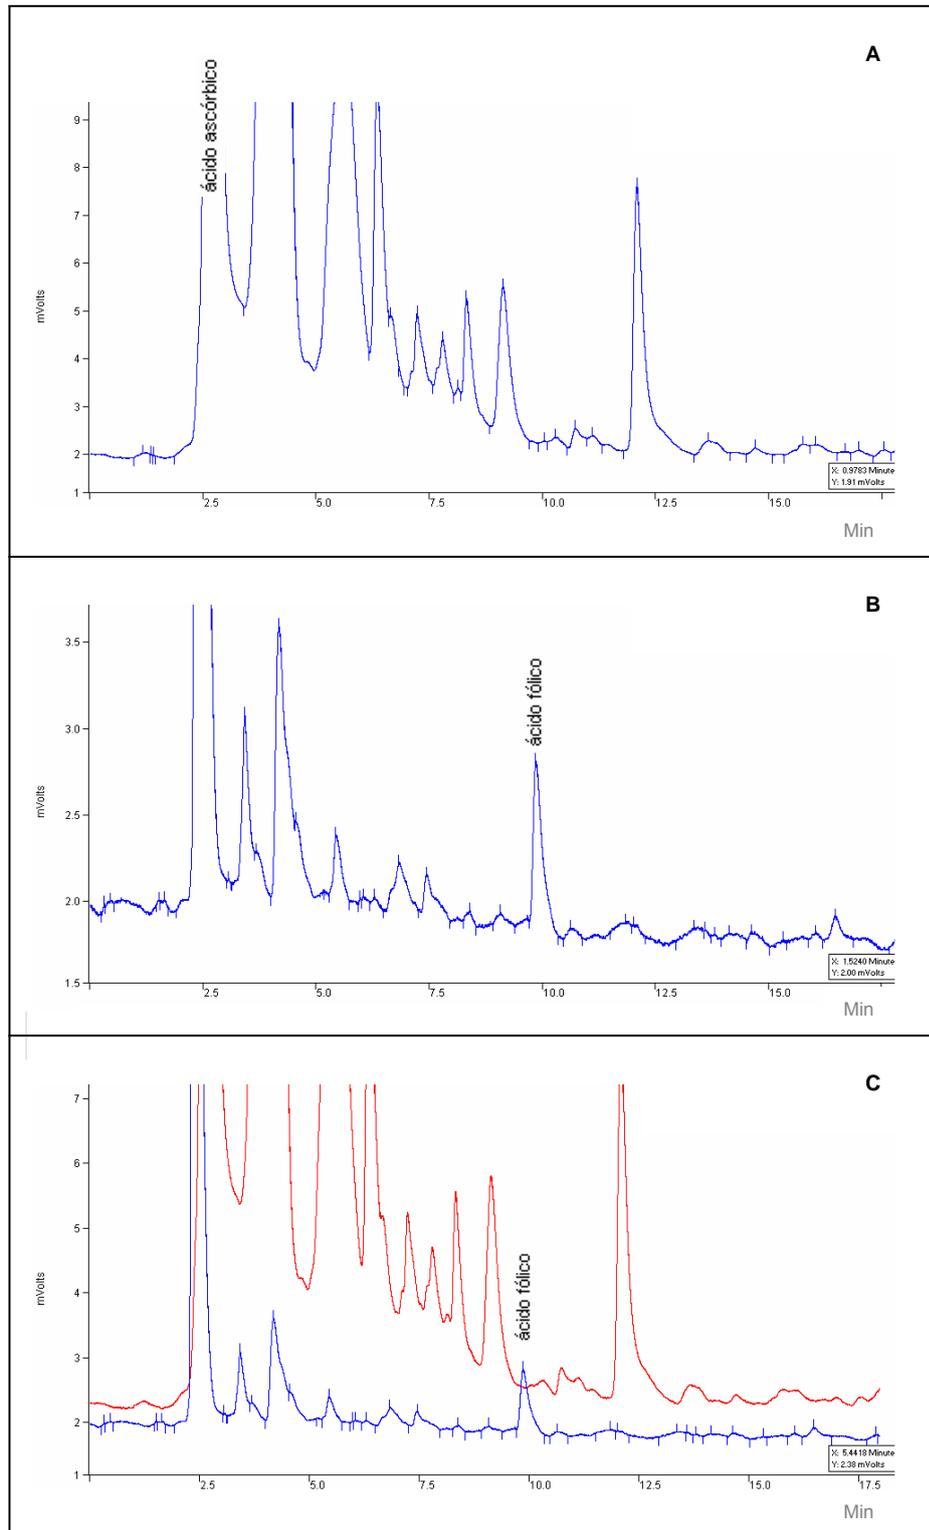 A
ácido ascórbico
mVolts
9
8
7
6
5
4
3
2
1
2.5
5.0
7.5
10.0
12.5
15.0
X: 0.9783 Minute
Y: 1.91 mVolts
Min
B
ácido fólico
mVolts
3.5
3.0
2.5
2.0
1.5
2.5
5.0
7.5
10.0
12.5
15.0
X: 1.5240 Minute
Y: 2.00 mVolts
Min
C
ácido fólico
mVolts
7
6
5
4
3
2
1
2.5
5.0
7.5
10.0
12.5
15.0
17.5
X: 5.4418 Minute
Y: 2.38 mVolts
Min